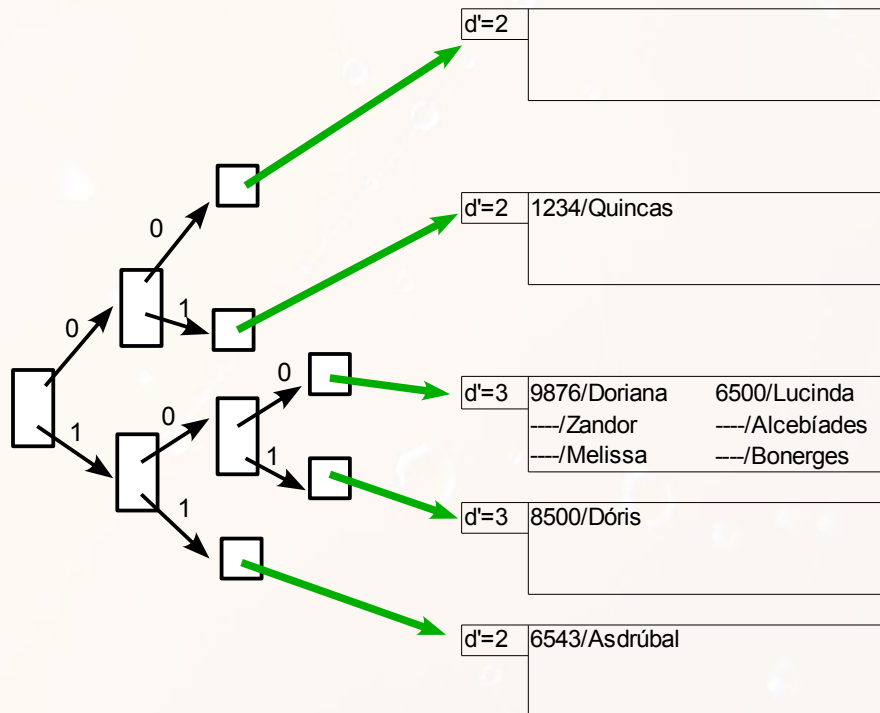 d'=2
0
d'=2 1234/Quincas
1
0
0
d'=3 9876/Doriana 6500/Lucinda
----/Zandor ----/Alcebíades
----/Melissa ----/Bonerges
0
1
1
d'=3 8500/Dóris
1
d'=2 6543/Asdrúbal